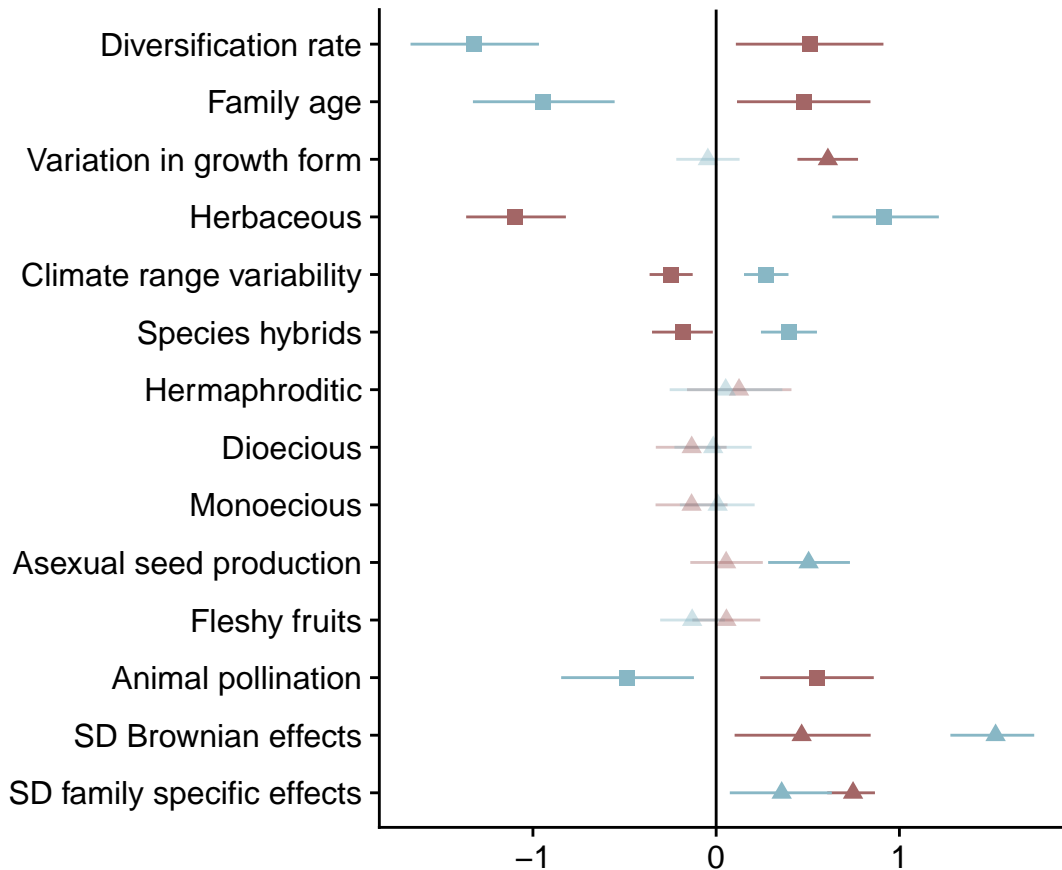 Diversification rate
Family age
Variation in growth form
Herbaceous
Climate range variability
Species hybrids
Hermaphroditic
Dioecious
Monoecious
Asexual seed production
Fleshy fruits
Animal pollination
SD Brownian effects
SD family specific effects
−1 0 1